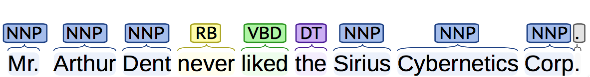 NNP NNP NNP RB VBD DT NNP NNP NNP .
Mr. Arthur Dent never liked the Sirius Cybernetics Corp.